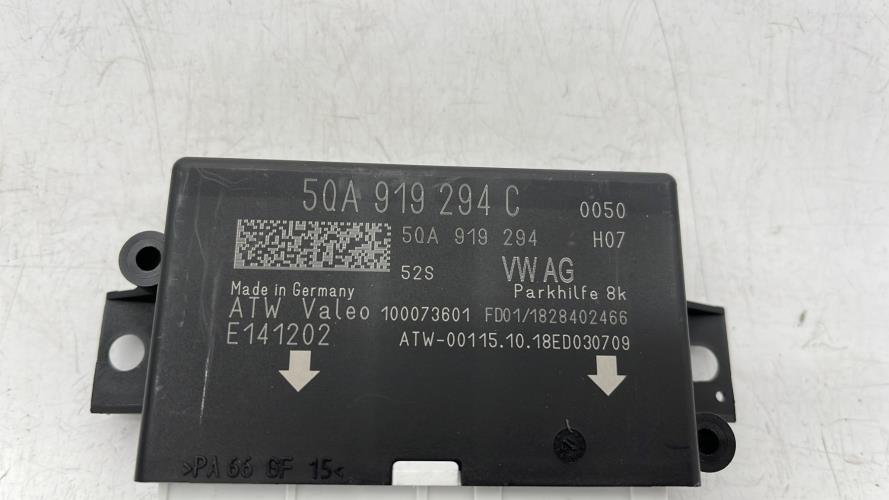 5QA 919 294 C 0050
5QA 919 294 H07
52S VW AG
Made in Germany Parkhilfe 8k
ATW Valeo 100073601 FD01/1828402466
E141202 ATW-00115.10.18ED030709
>PA 66 GF 15<